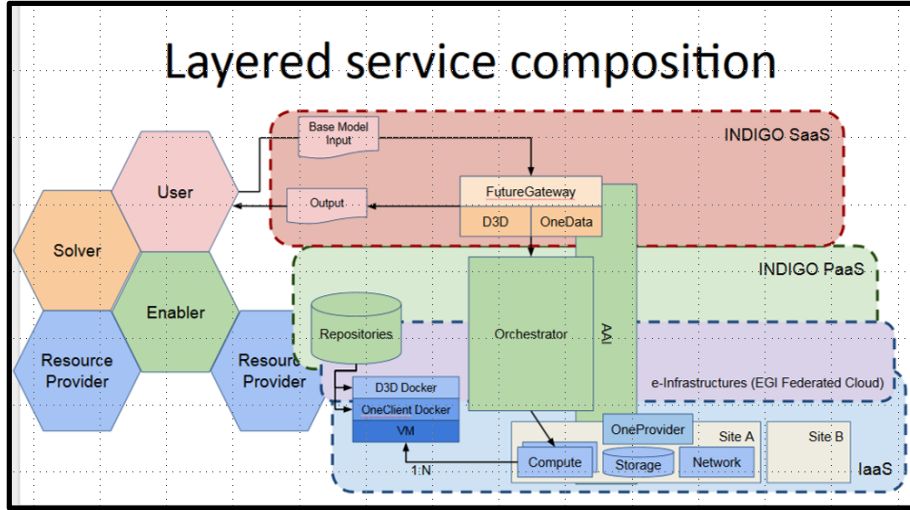 Layered service composition
Base Model
Input
INDIGO SaaS
User
Output
FutureGateway
D3D
OneData
Solver
INDIGO PaaS
Enabler
Repositories
Orchestrator
AAI
Resource
Provider
Resource
Provider
D3D Docker
e-Infrastructures (EGI Federated Cloud)
OneClient Docker
VM
OneProvider
Site A
Site B
Compute
Storage
Network
IaaS
1:N